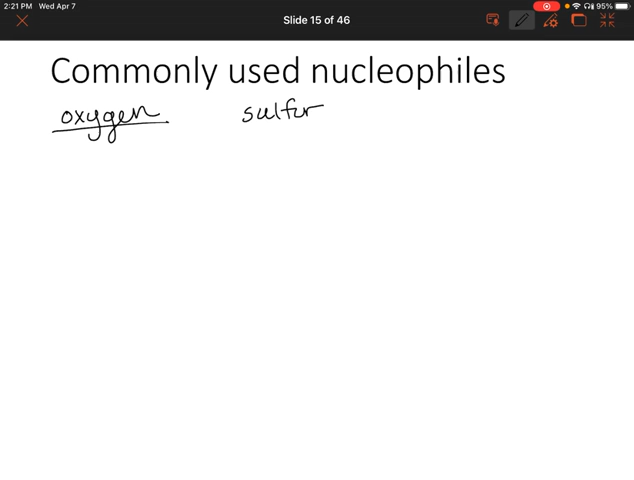 2:21 PM Wed Apr 7
Slide 15 of 46
95%
Commonly used nucleophiles
oxygen sulfur